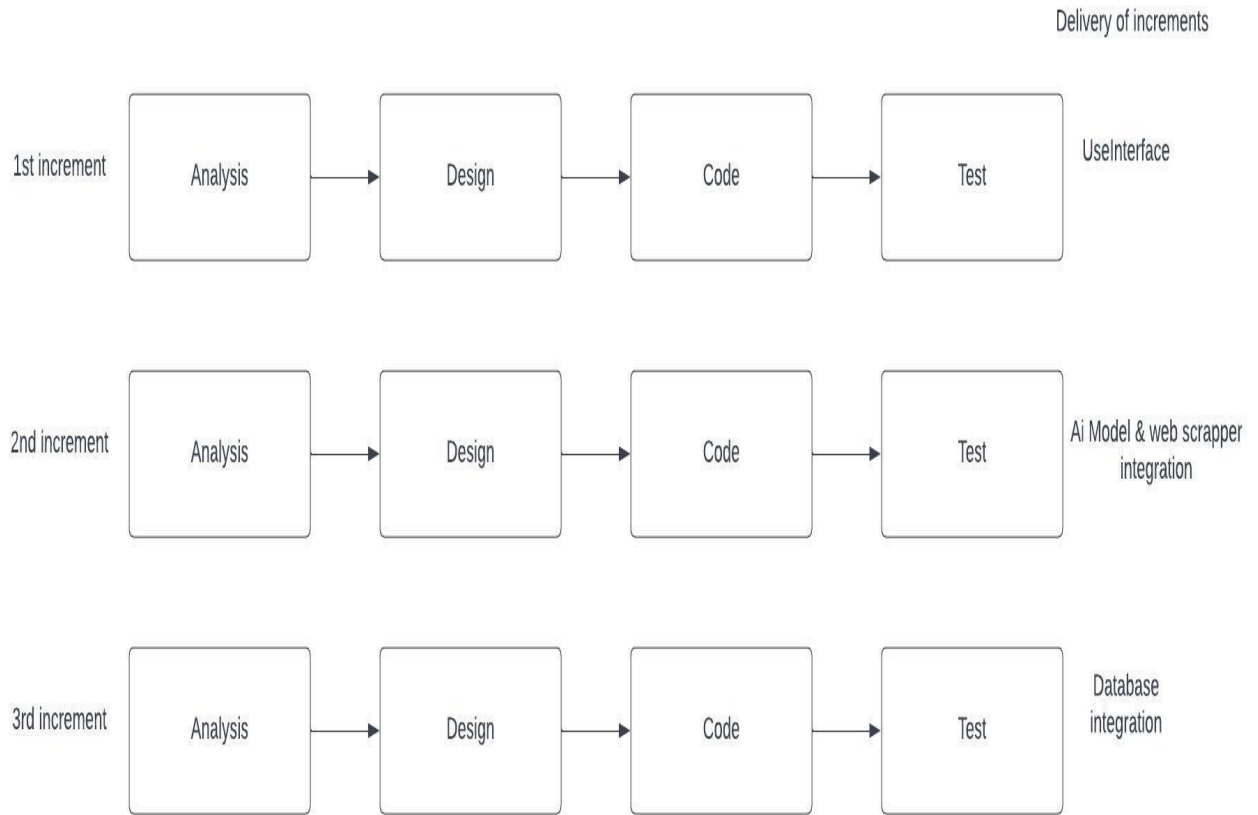 Delivery of increments
1st increment
Analysis
Design
Code
Test
UseInterface
2nd increment
Analysis
Design
Code
Test
Ai Model & web scrapper
integration
3rd increment
Analysis
Design
Code
Test
Database
integration